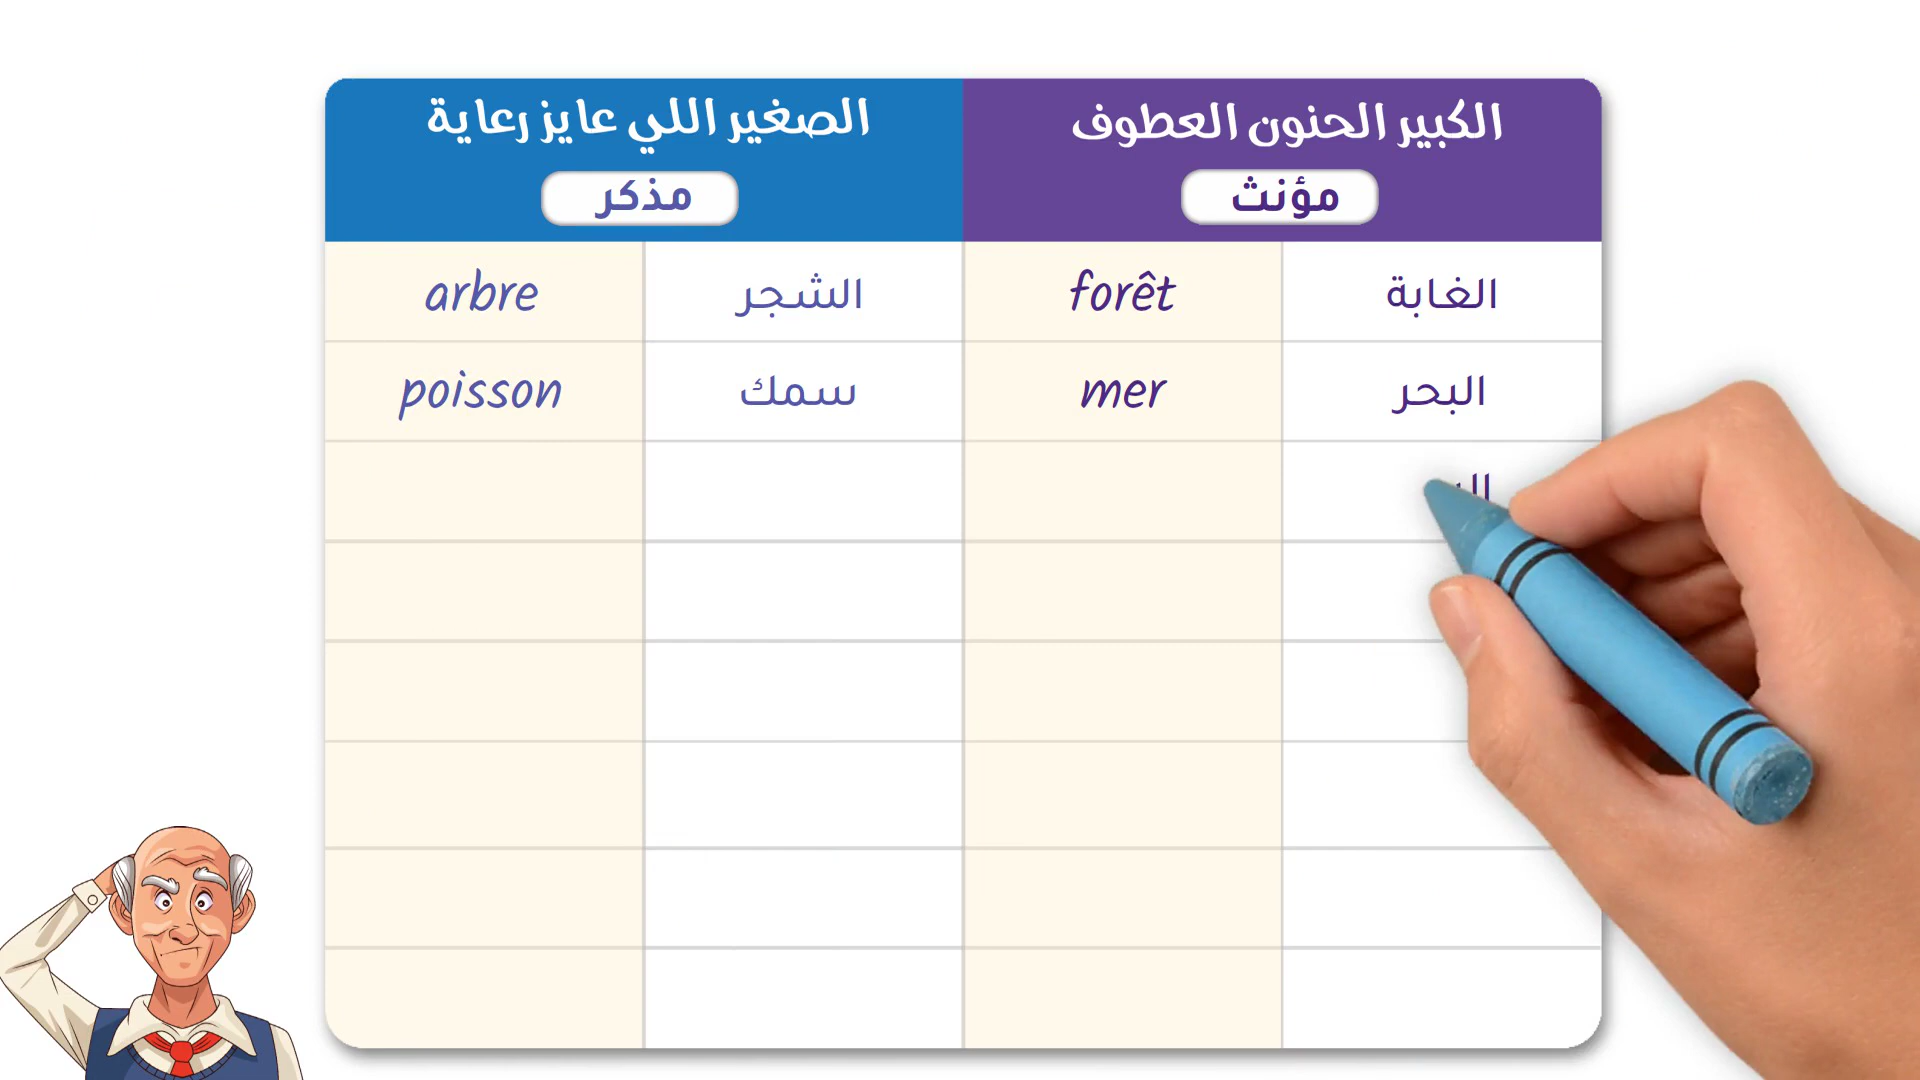 الكبير الحنون العطوف
مؤنث
الصغير اللي عايز رعاية
مذكر
الغابة forêt الشجر arbre
البحر mer سمك poisson